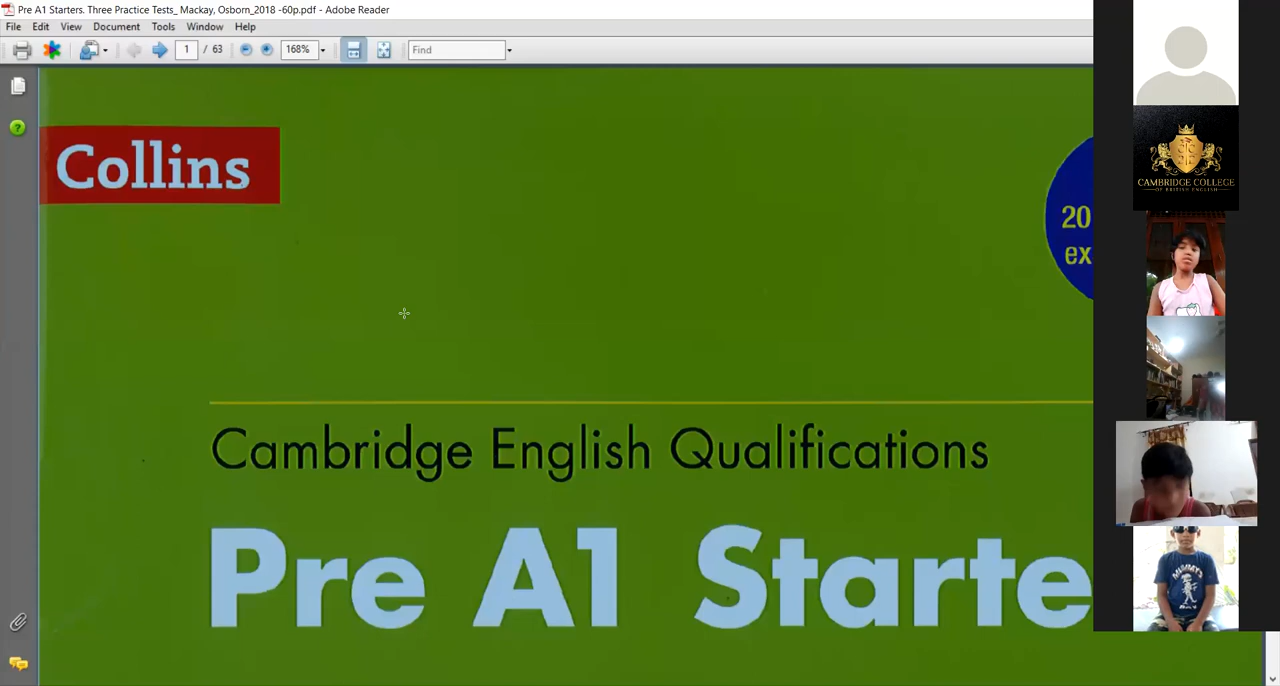 Pre A1 Starters. Three Practice Tests_ Mackay, Osborn_2018 -60p.pdf - Adobe Reader
File Edit View Document Tools Window Help
1 / 63 168% Find
Collins
20
ex
Cambridge English Qualifications
Pre A1 Starte
CAMBRIDGE COLLEGE
OF BRITISH ENGLISH
MUMMY'S